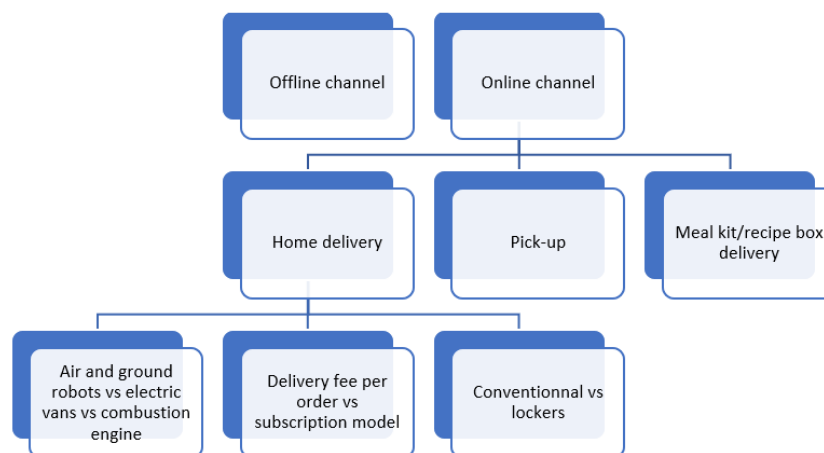 Offline channel
Online channel
Home delivery
Pick-up
Meal kit/recipe box
delivery
Air and ground
robots vs electric
vans vs combustion
engine
Delivery fee per
order vs
subscription model
Conventionnal vs
lockers